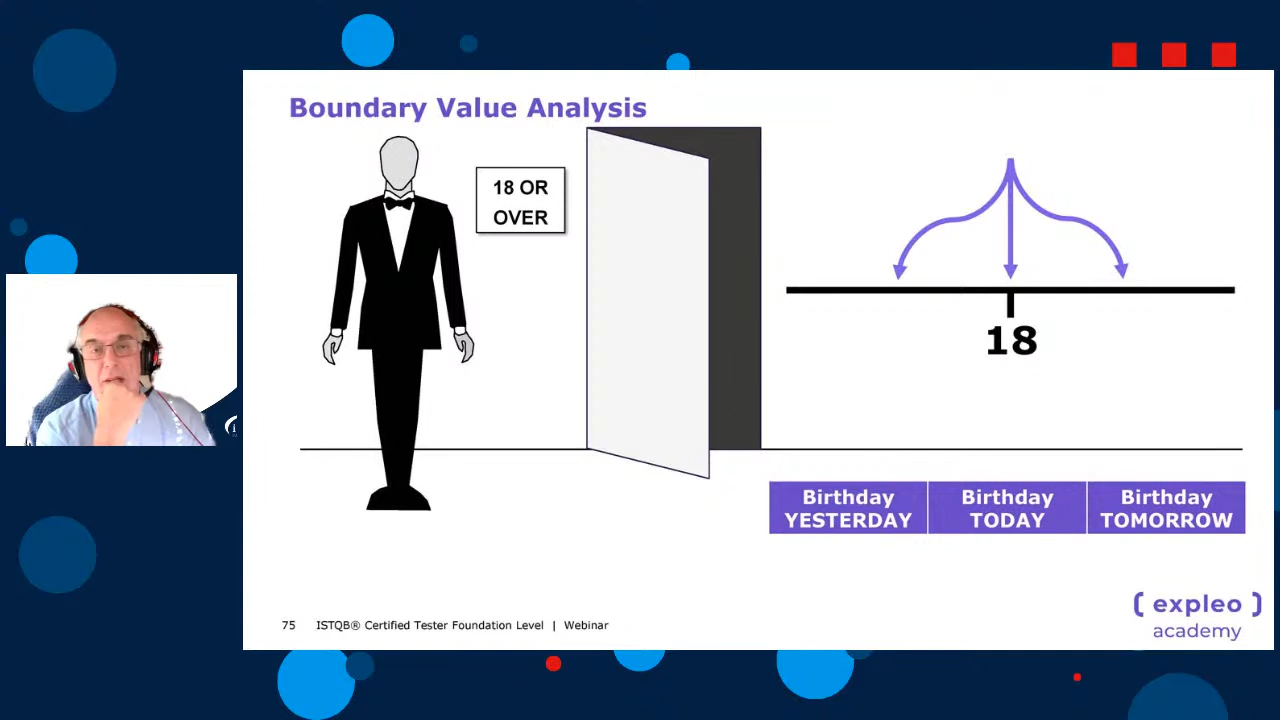 Boundary Value Analysis
18 OR
OVER
18
Birthday
YESTERDAY
Birthday
TODAY
Birthday
TOMORROW
75 ISTQB® Certified Tester Foundation Level | Webinar
( expleo )
academy